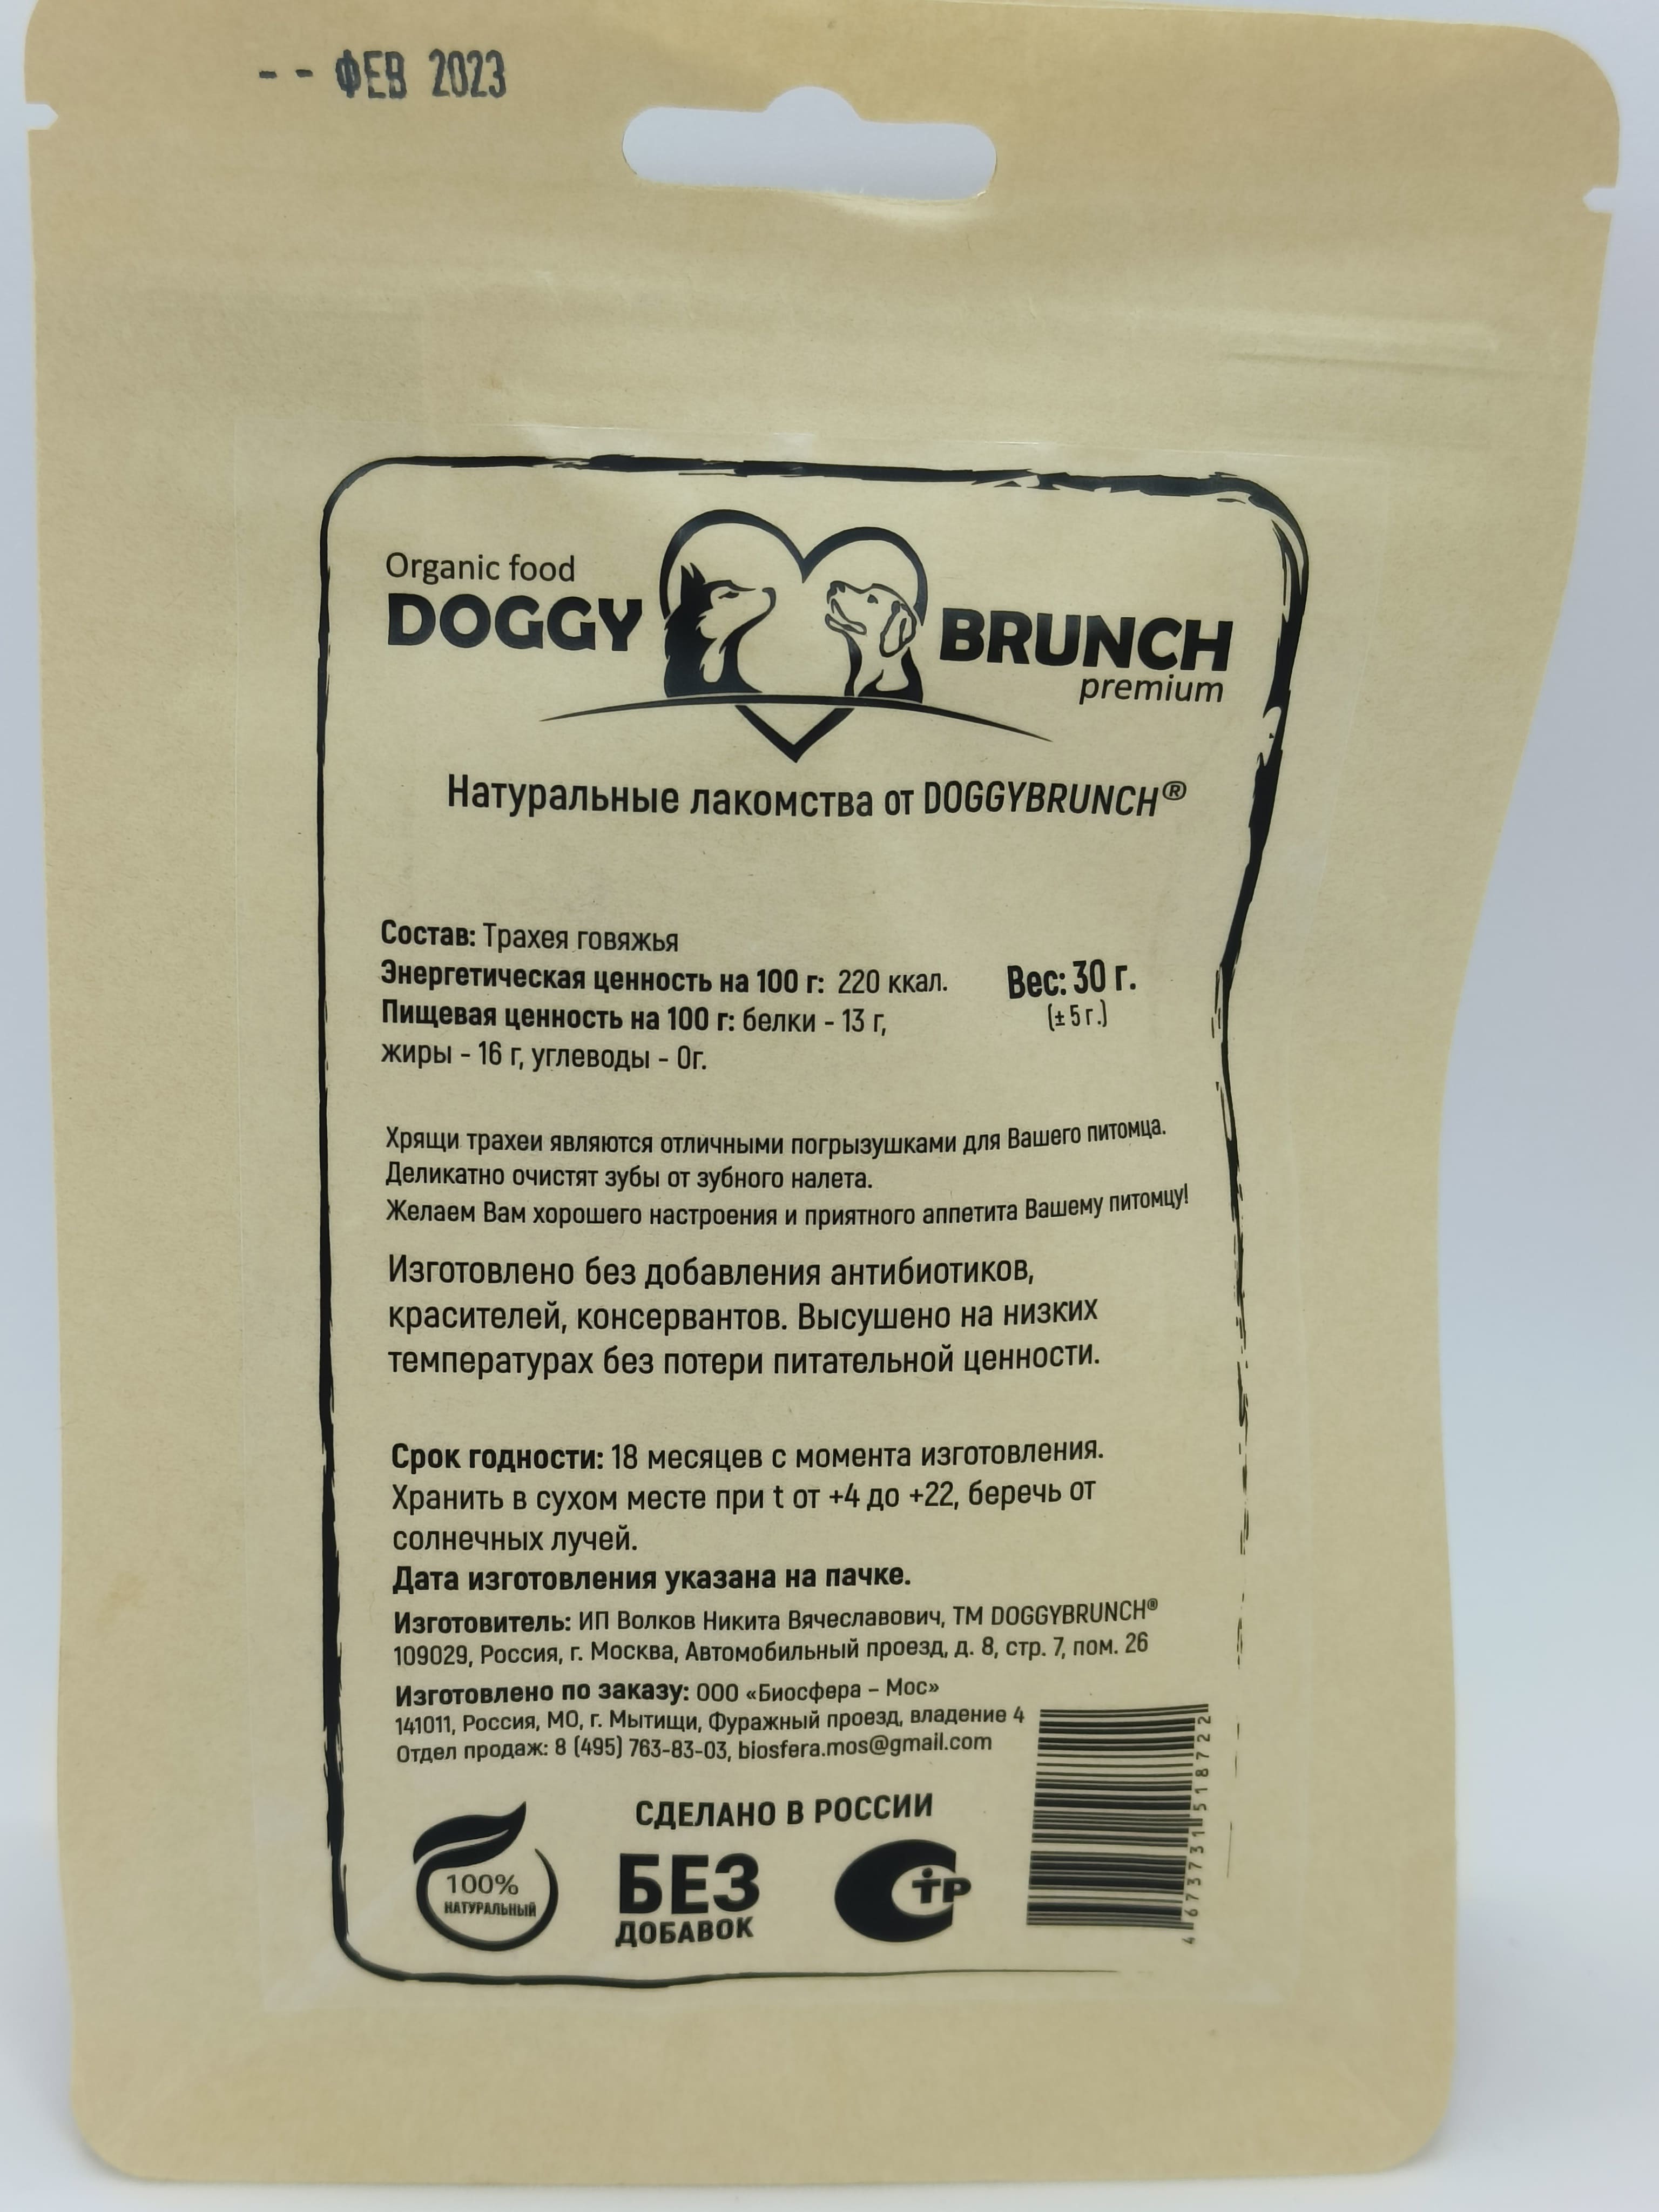 -- ФЕВ 2023
Organic food
DOGGY BRUNCH
premium
Натуральные лакомства от DOGGYBRUNCH®
Состав: Трахея говяжья
Энергетическая ценность на 100 г: 220 ккал.
Пищевая ценность на 100 г: белки - 13 г,
жиры - 16 г, углеводы - 0г.
Вес: 30 г.
(± 5 г.)
Хрящи трахеи являются отличными погрызушками для Вашего питомца.
Деликатно очистят зубы от зубного налета.
Желаем Вам хорошего настроения и приятного аппетита Вашему питомцу!
Изготовлено без добавления антибиотиков,
красителей, консервантов. Высушено на низких
температурах без потери питательной ценности.
Срок годности: 18 месяцев с момента изготовления.
Хранить в сухом месте при t от +4 до +22, беречь от
солнечных лучей.
Дата изготовления указана на пачке.
Изготовитель: ИП Волков Никита Вячеславович, ТМ DOGGYBRUNCH®
109029, Россия, г. Москва, Автомобильный проезд, д. 8, стр. 7, пом. 26
Изготовлено по заказу: ООО «Биосфера – Мос»
141011, Россия, МО, г. Мытищи, Фуражный проезд, владение 4
Отдел продаж: 8 (495) 763-83-03, biosfera.mos@gmail.com
СДЕЛАНО В РОССИИ
100%
НАТУРАЛЬНЫЙ
БЕЗ
ДОБАВОК
СТР
4 673731 518722